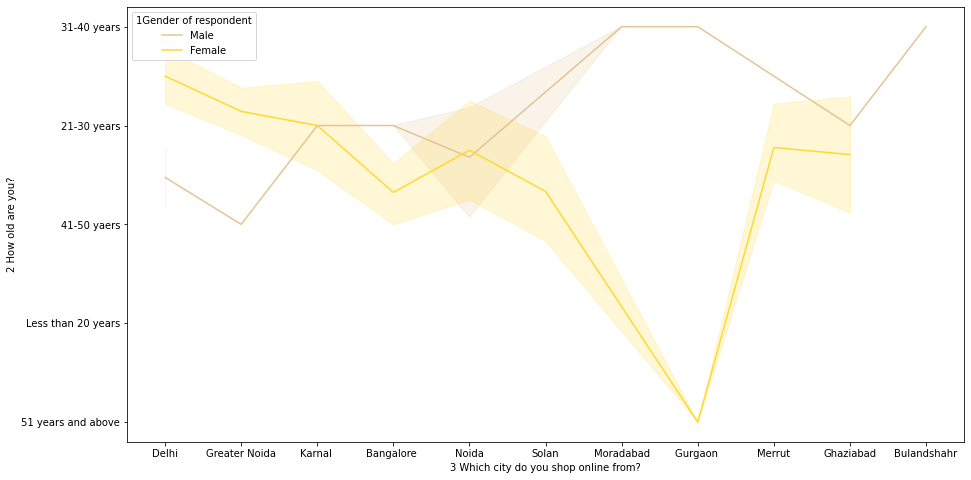 1Gender of respondent
Male
Female
31-40 years
21-30 years
41-50 yaers
Less than 20 years
51 years and above
2 How old are you?
Delhi Greater Noida Karnal Bangalore Noida Solan Moradabad Gurgaon Merrut Ghaziabad Bulandshahr
3 Which city do you shop online from?